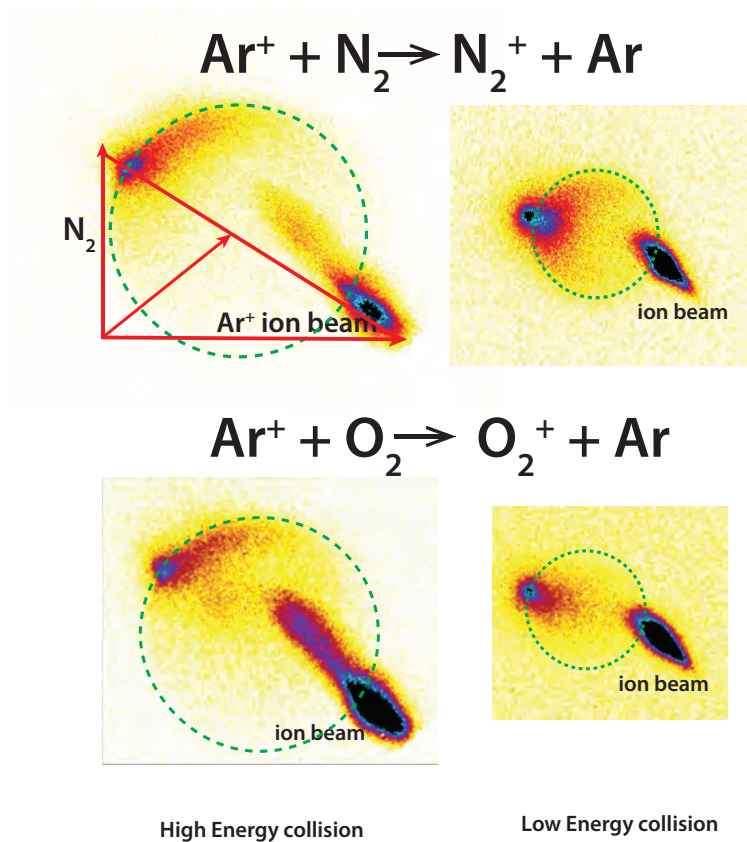 Ar⁺ + N₂ → N₂⁺ + Ar
N₂
Ar⁺ ion beam
ion beam
Ar⁺ + O₂ → O₂⁺ + Ar
ion beam
ion beam
High Energy collision
Low Energy collision